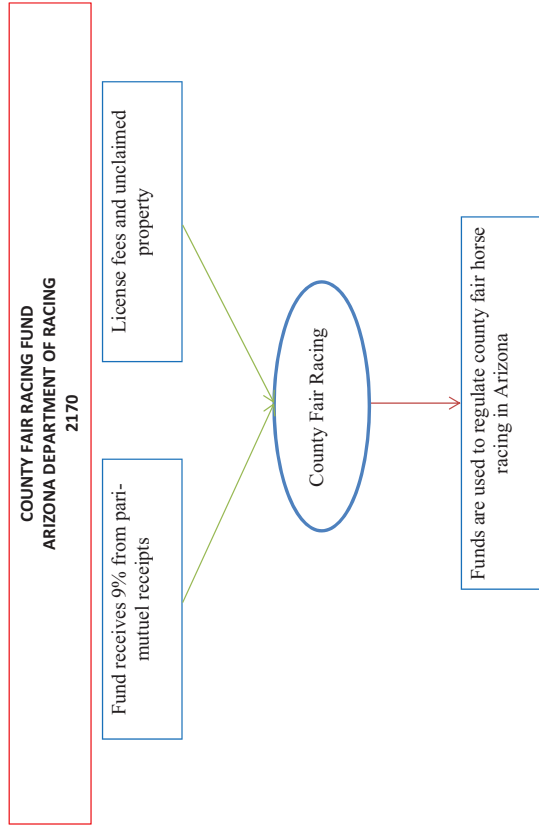 COUNTY FAIR RACING FUND
ARIZONA DEPARTMENT OF RACING
2170
Fund receives 9% from pari-
mutuel receipts
License fees and unclaimed
property
County Fair Racing
Funds are used to regulate county fair horse
racing in Arizona